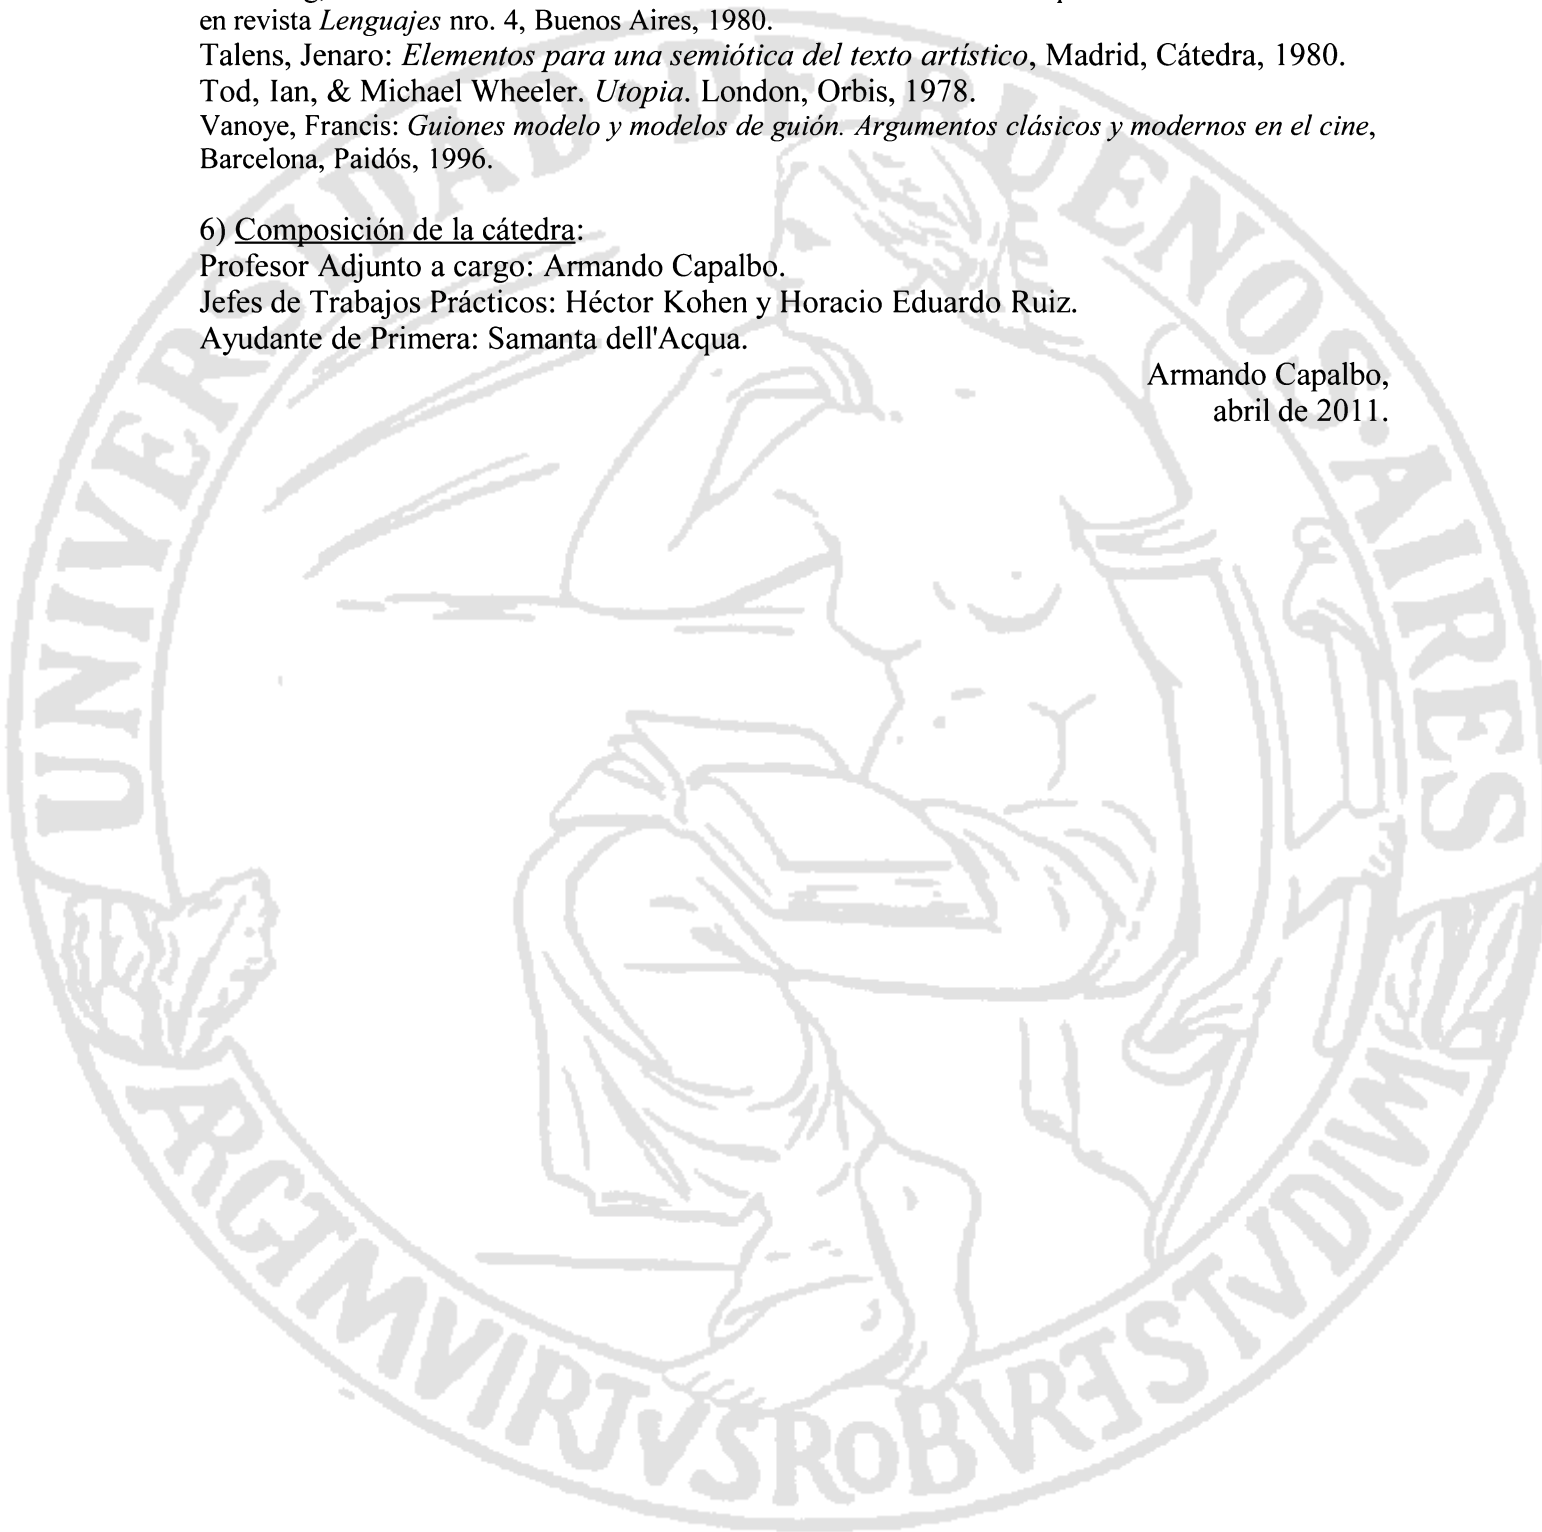 en revista Lenguajes nro. 4, Buenos Aires, 1980.
Talens, Jenaro: Elementos para una semiótica del texto artístico, Madrid, Cátedra, 1980.
Tod, Ian, & Michael Wheeler. Utopia. London, Orbis, 1978.
Vanoye, Francis: Guiones modelo y modelos de guión. Argumentos clásicos y modernos en el cine,
Barcelona, Paidós, 1996.
6) Composición de la cátedra:
Profesor Adjunto a cargo: Armando Capalbo.
Jefes de Trabajos Prácticos: Héctor Kohen y Horacio Eduardo Ruiz.
Ayudante de Primera: Samanta dell'Acqua.
Armando Capalbo,
abril de 2011.
UNIVERSIDAD·DE·BUENOS·AIRES
ARGTMVIRTVSROBVRETSTVDIVM